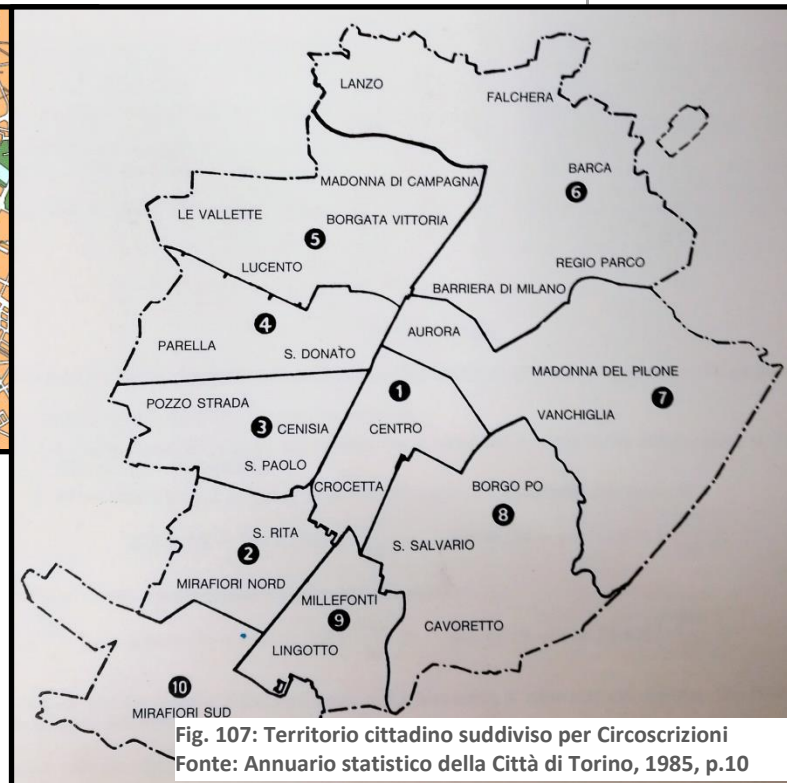 LANZO
FALCHERA
BARCA
6
MADONNA DI CAMPAGNA
LE VALLETTE
BORGATA VITTORIA
5
LUCENTO
REGIO PARCO
BARRIERA DI MILANO
4
AURORA
PARELLA
S. DONATO
MADONNA DEL PILONE
7
POZZO STRADA
1
VANCHIGLIA
3
CENISIA
CENTRO
S. PAOLO
CROCETTA
BORGO PO
8
S. RITA
2
S. SALVARIO
MIRAFIORI NORD
MILLEFONTI
9
CAVORETTO
LINGOTTO
10
MIRAFIORI SUD
Fig. 107: Territorio cittadino suddiviso per Circoscrizioni
Fonte: Annuario statistico della Città di Torino, 1985, p.10